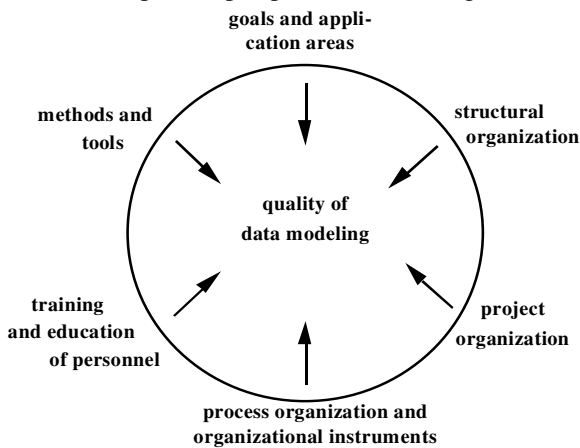 goals and appli-
cation areas
methods and
tools
structural
organization
quality of
data modeling
training
and education
of personnel
project
organization
process organization and
organizational instruments